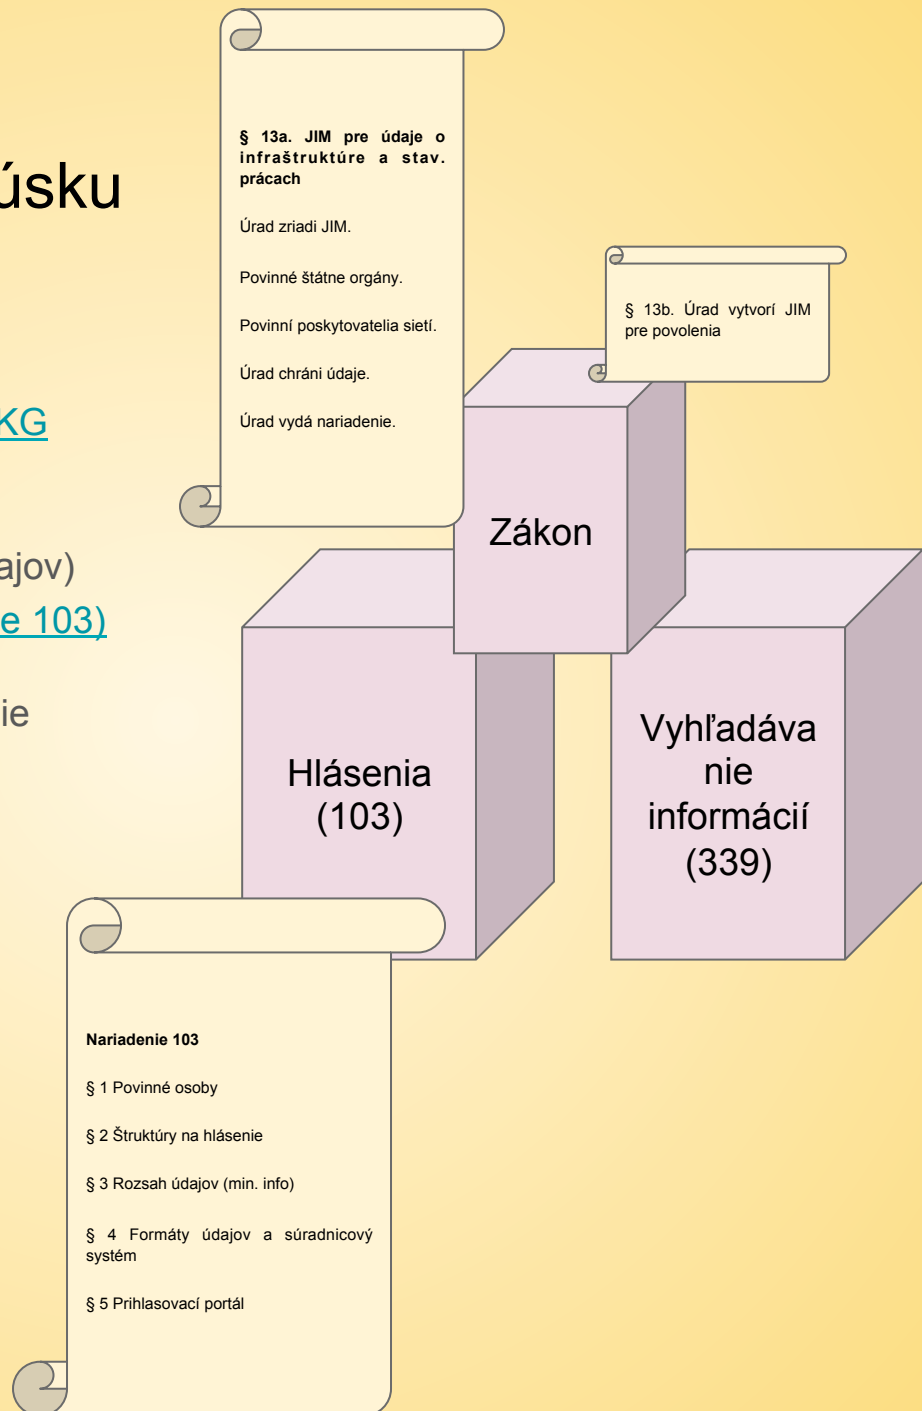 úsku
KG
ajov)
e 103)
ie
§ 13a. JIM pre údaje o
infraštruktúre a stav.
prácach
Úrad zriadi JIM.
Povinné štátne orgány.
Povinní poskytovatelia sietí.
Úrad chráni údaje.
Úrad vydá nariadenie.
§ 13b. Úrad vytvorí JIM
pre povolenia
Zákon
Hlásenia
(103)
Vyhľadáva
nie
informácií
(339)
Nariadenie 103
§ 1 Povinné osoby
§ 2 Štruktúry na hlásenie
§ 3 Rozsah údajov (min. info)
§ 4 Formáty údajov a súradnicový
systém
§ 5 Prihlasovací portál